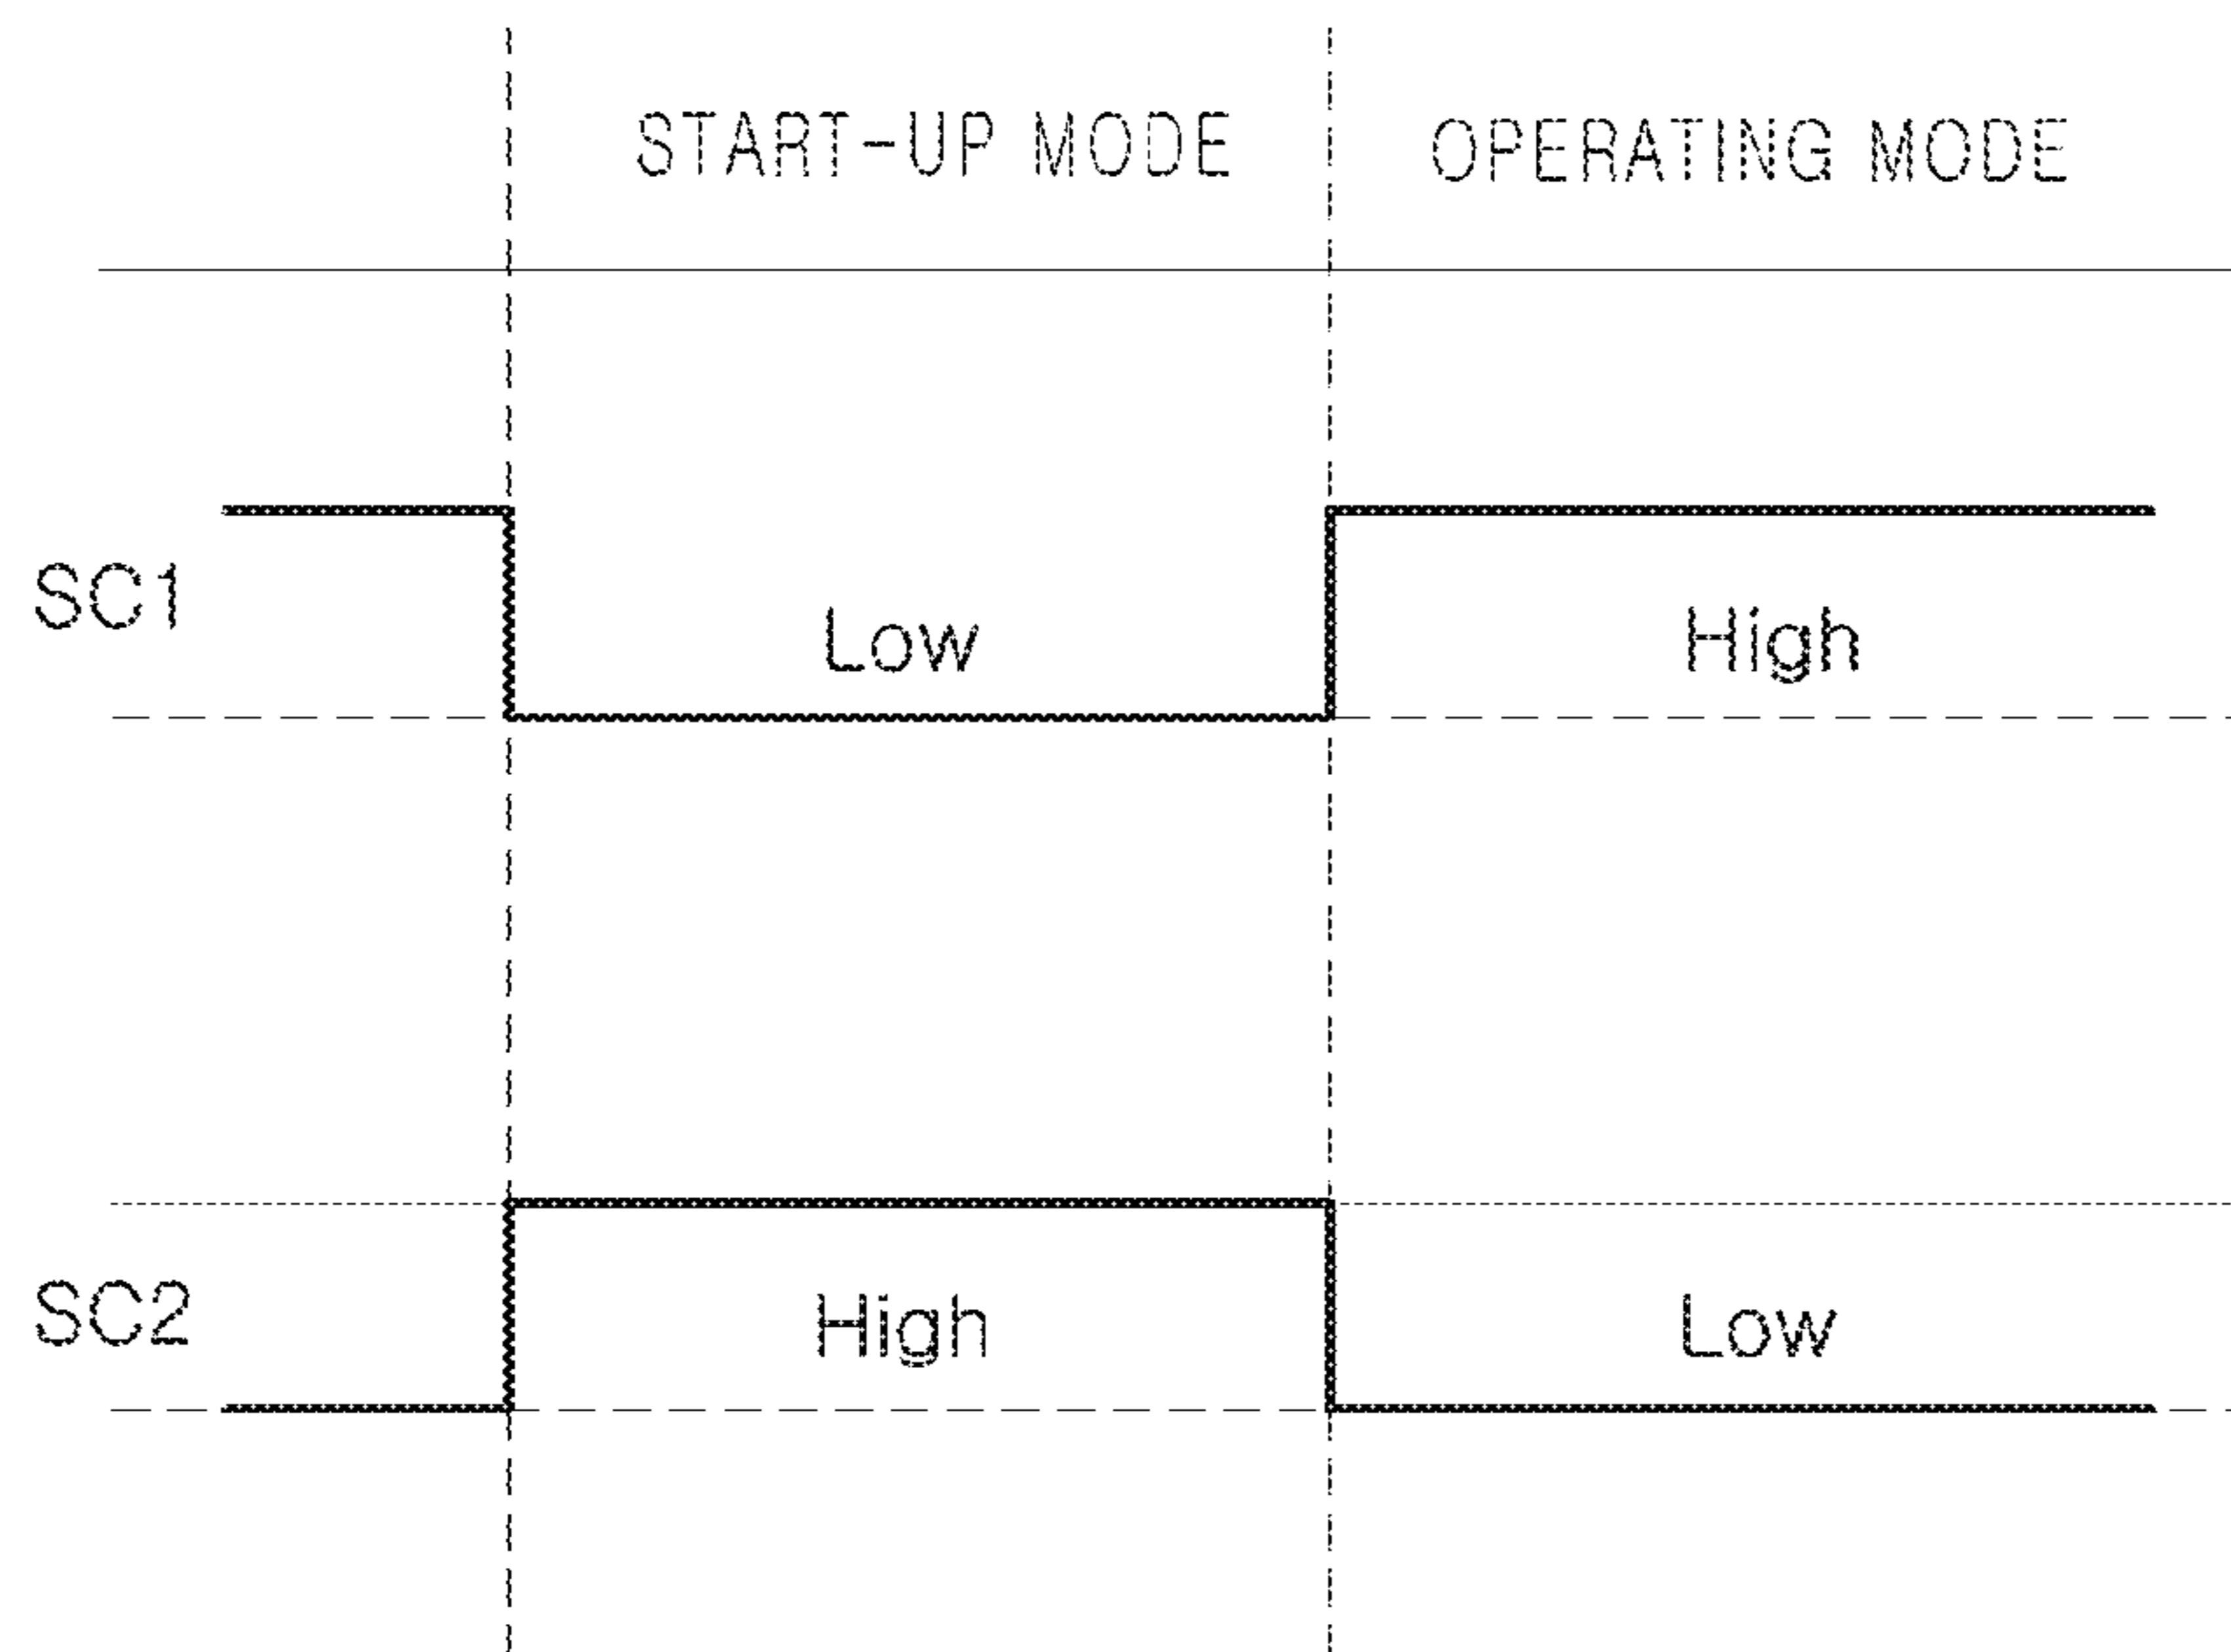 START-UP MODE
OPERATING MODE
SC1
Low
High
SC2
High
Low